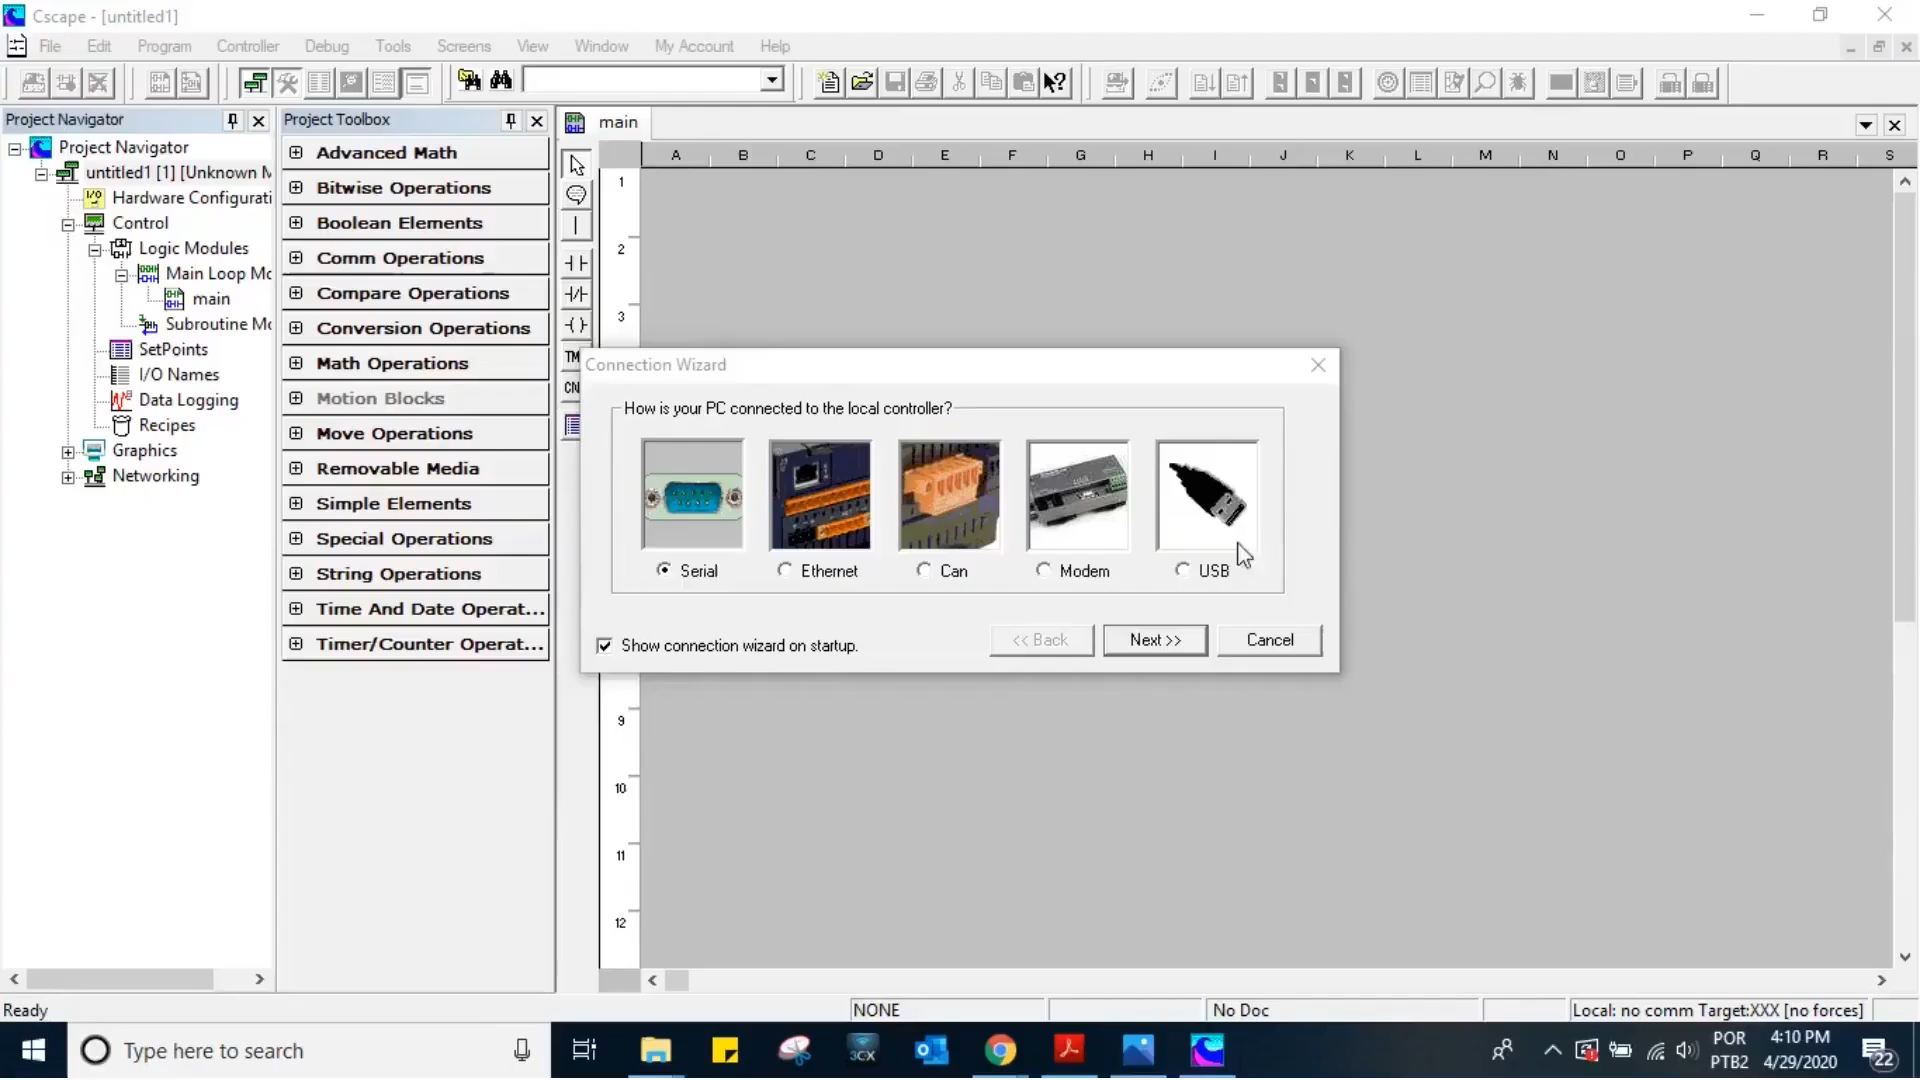 Cscape - [untitled1]
File Edit Program Controller Debug Tools Screens View Window My Account Help
Project Navigator
Project Navigator
untitled1 [1] [Unknown M
Hardware Configurati
Control
Logic Modules
Main Loop Mo
main
Subroutine Mo
SetPoints
I/O Names
Data Logging
Recipes
Graphics
Networking
Project Toolbox
Advanced Math
Bitwise Operations
Boolean Elements
Comm Operations
Compare Operations
Conversion Operations
Math Operations
Motion Blocks
Move Operations
Removable Media
Simple Elements
Special Operations
String Operations
Time And Date Operat...
Timer/Counter Operat...
main
A B C D E F G H I J K L M N O P Q R S
1
2
3
TM
CN
9
10
11
12
Connection Wizard
How is your PC connected to the local controller?
Serial Ethernet Can Modem USB
Show connection wizard on startup.
<< Back Next >> Cancel
Ready NONE No Doc Local: no comm Target:XXX [no forces]
Type here to search
3CX
POR
PTB2
4:10 PM
4/29/2020
22